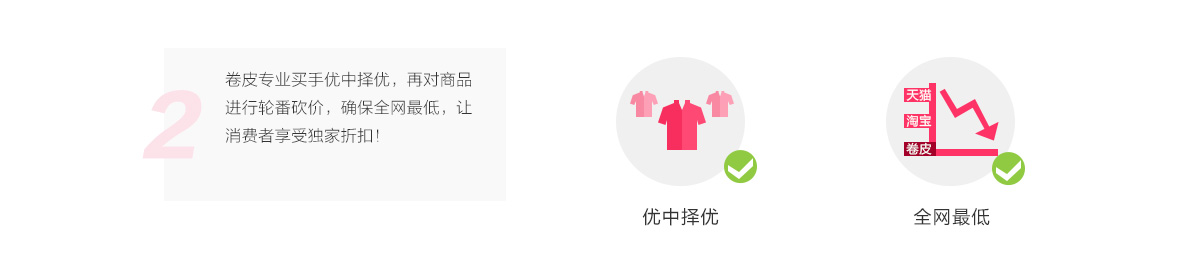 2
卷皮专业买手优中择优，再对商品
进行轮番砍价，确保全网最低，让
消费者享受独家折扣！
优中择优
天猫
淘宝
卷皮
全网最低